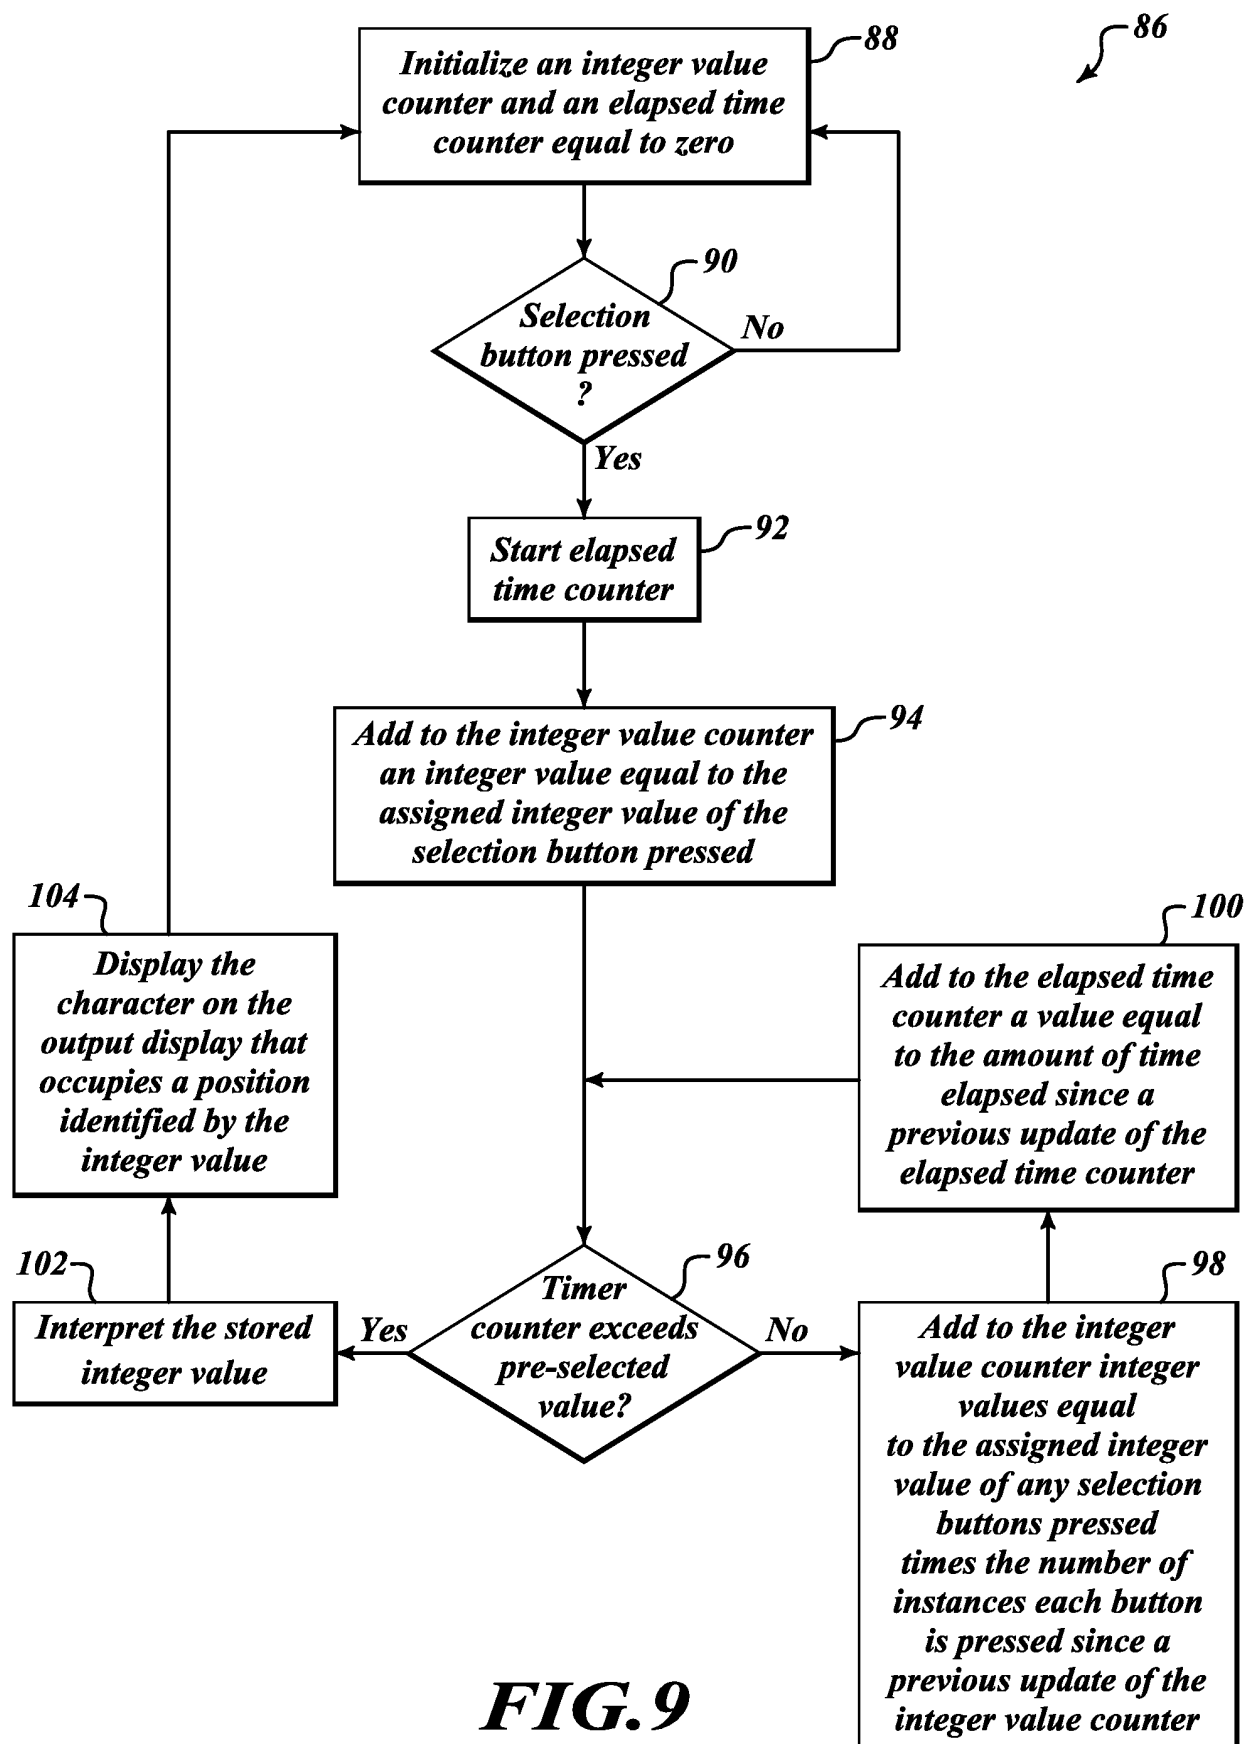 86
88
Initialize an integer value
counter and an elapsed time
counter equal to zero
90
Selection
button pressed
?
No
Yes
92
Start elapsed
time counter
94
Add to the integer value counter
an integer value equal to the
assigned integer value of the
selection button pressed
104
Display the
character on the
output display that
occupies a position
identified by the
integer value
100
Add to the elapsed time
counter a value equal
to the amount of time
elapsed since a
previous update of the
elapsed time counter
102
Interpret the stored
integer value
Yes
96
Timer
counter exceeds
pre-selected
value?
No
98
Add to the integer
value counter integer
values equal
to the assigned integer
value of any selection
buttons pressed
times the number of
instances each button
is pressed since a
previous update of the
integer value counter
FIG.9